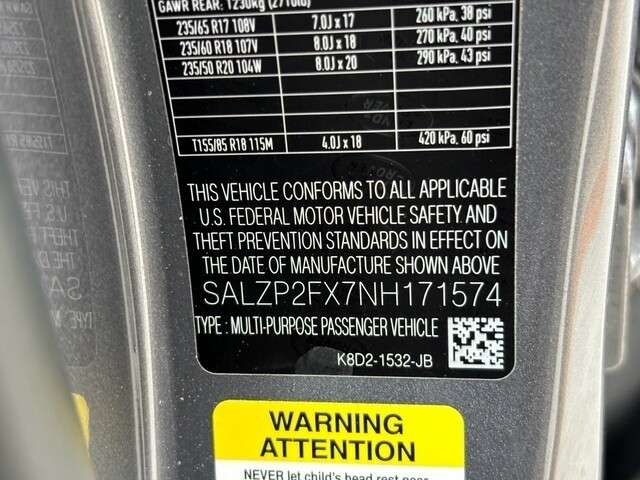 GAWR REAR: 1230kg (2710lb)
235/65 R17 108V 7.0J x 17 260 kPa, 38 psi
235/60 R18 107V 8.0J x 18 270 kPa, 40 psi
235/50 R20 104W 8.0J x 20 290 kPa, 43 psi
T155/85 R18 115M 4.0J x 18 420 kPa, 60 psi
THIS VEHICLE CONFORMS TO ALL APPLICABLE
U.S. FEDERAL MOTOR VEHICLE SAFETY AND
THEFT PREVENTION STANDARDS IN EFFECT ON
THE DATE OF MANUFACTURE SHOWN ABOVE
SALZP2FX7NH171574
TYPE : MULTI-PURPOSE PASSENGER VEHICLE
K8D2-1532-JB
WARNING
ATTENTION
NEVER let child's head rest near